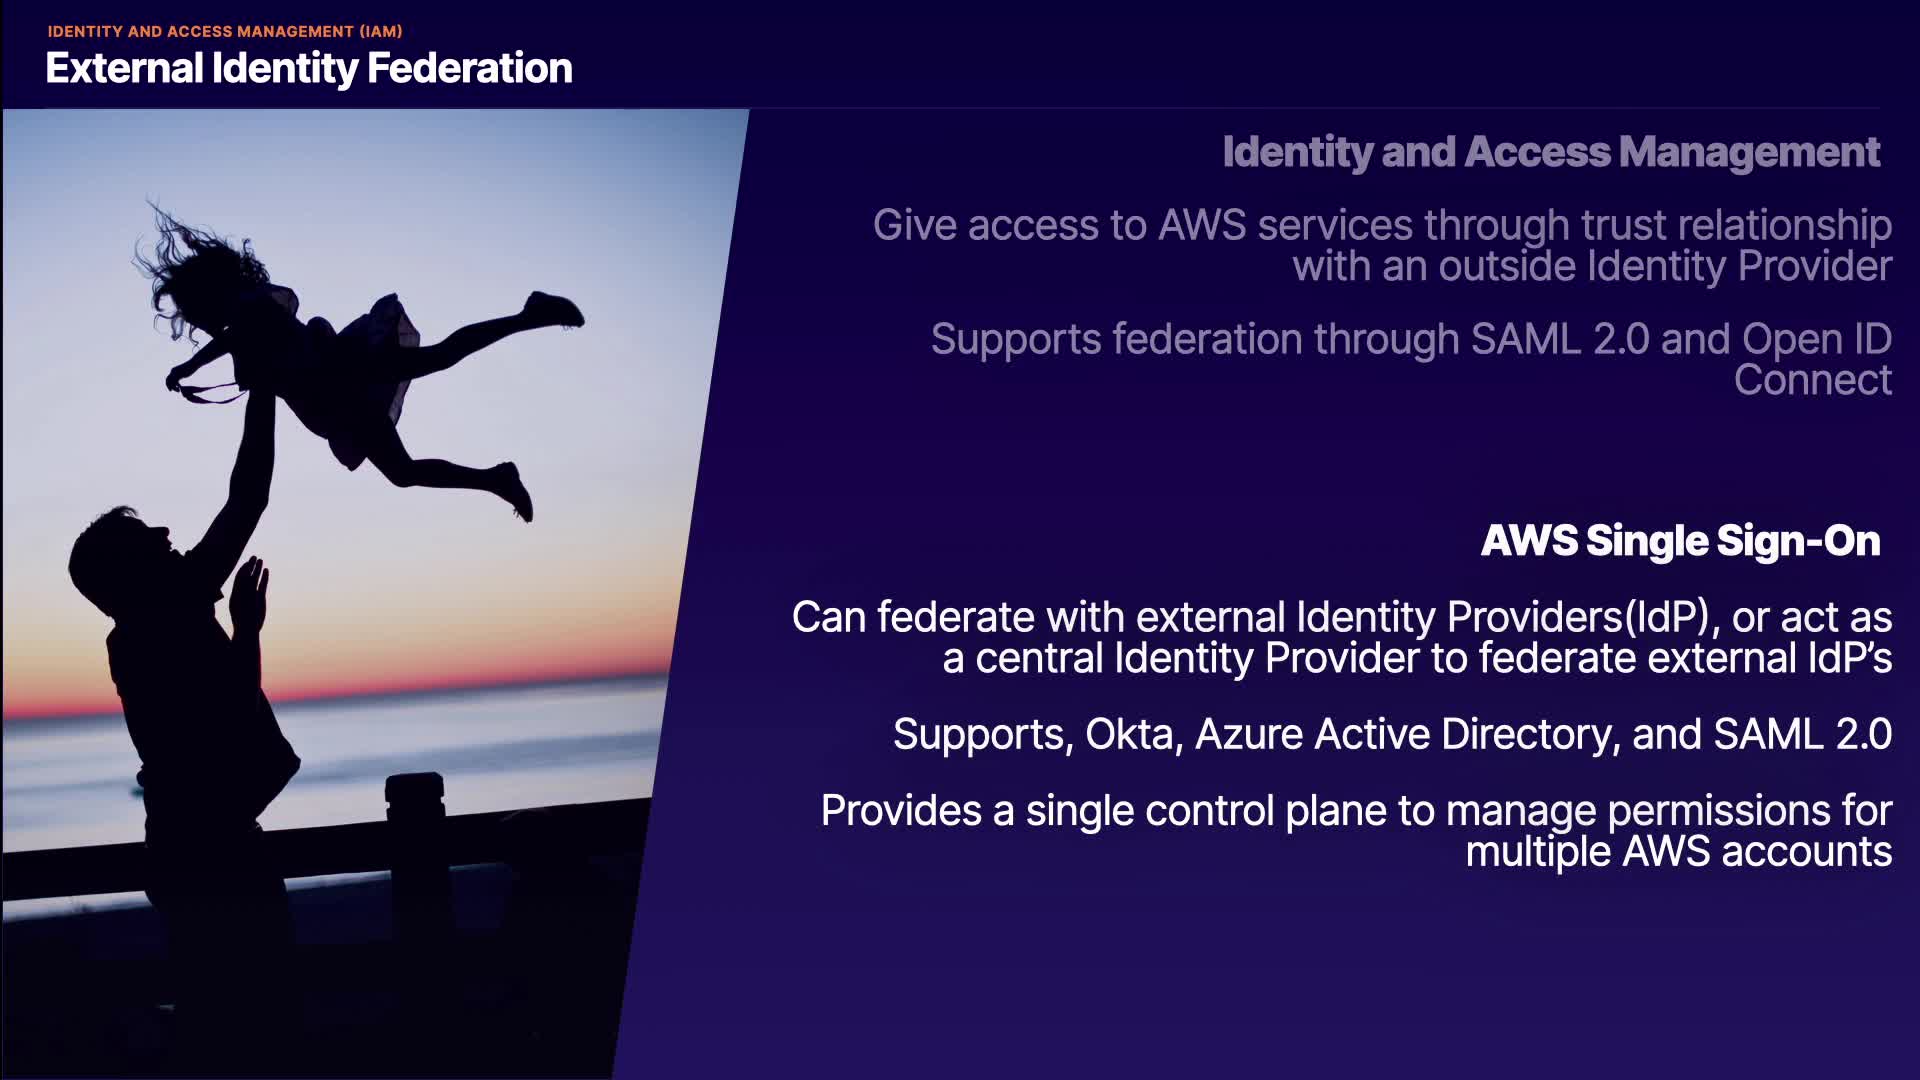 IDENTITY AND ACCESS MANAGEMENT (IAM)
External Identity Federation
Identity and Access Management
Give access to AWS services through trust relationship
with an outside Identity Provider
Supports federation through SAML 2.0 and Open ID
Connect
AWS Single Sign-On
Can federate with external Identity Providers(IdP), or act as
a central Identity Provider to federate external IdP’s
Supports, Okta, Azure Active Directory, and SAML 2.0
Provides a single control plane to manage permissions for
multiple AWS accounts